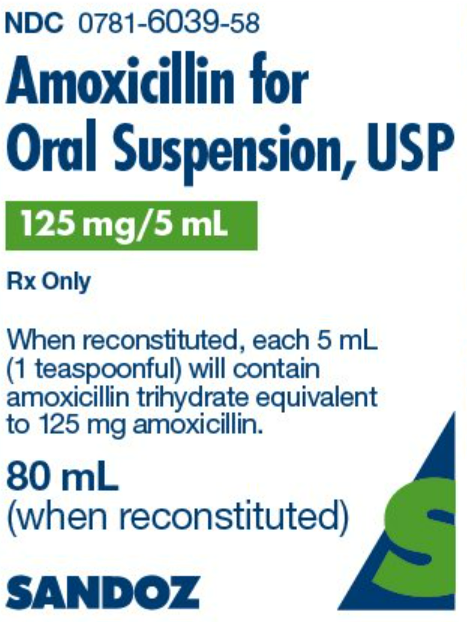 NDC 0781-6039-58
Amoxicillin for
Oral Suspension, USP
125 mg/5 mL
Rx Only
When reconstituted, each 5 mL
(1 teaspoonful) will contain
amoxicillin trihydrate equivalent
to 125 mg amoxicillin.
80 mL
(when reconstituted)
S
SANDOZ